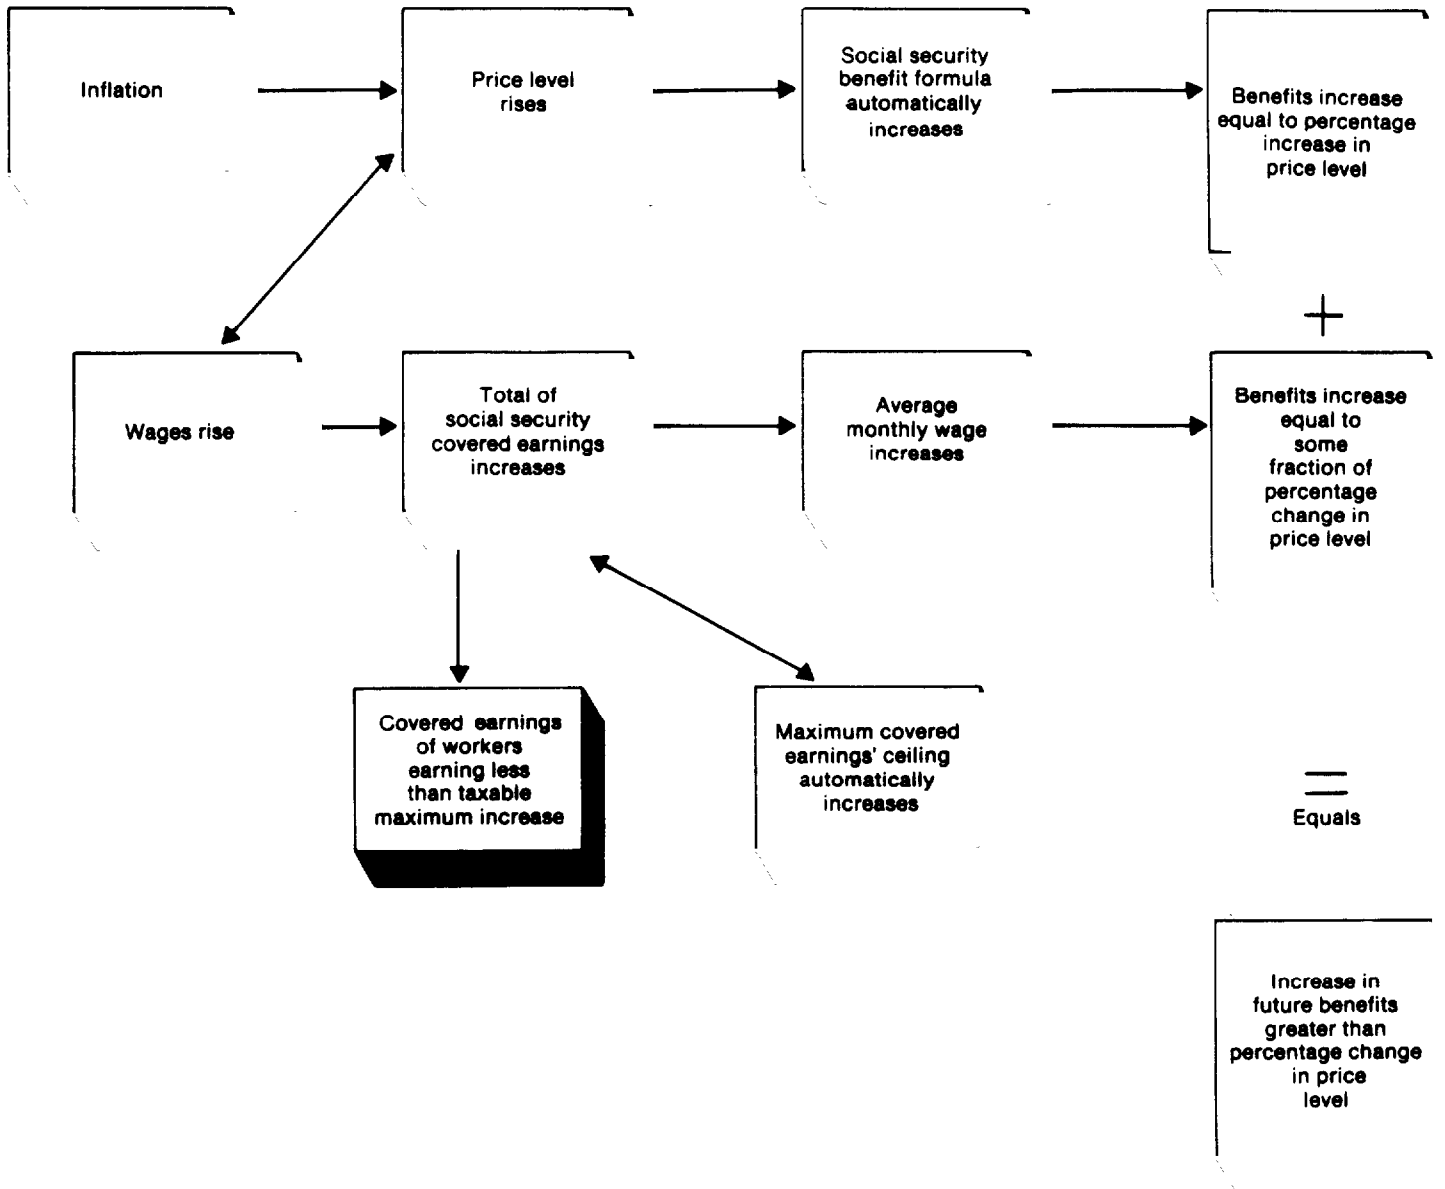 Inflation
Price level
rises
Social security
benefit formula
automatically
increases
Benefits increase
equal to percentage
increase in
price level
+
Wages rise
Total of
social security
covered earnings
increases
Average
monthly wage
increases
Benefits increase
equal to
some
fraction of
percentage
change in
price level
Covered earnings
of workers
earning less
than taxable
maximum increase
Maximum covered
earnings' ceiling
automatically
increases
=
Equals
Increase in
future benefits
greater than
percentage change
in price
level